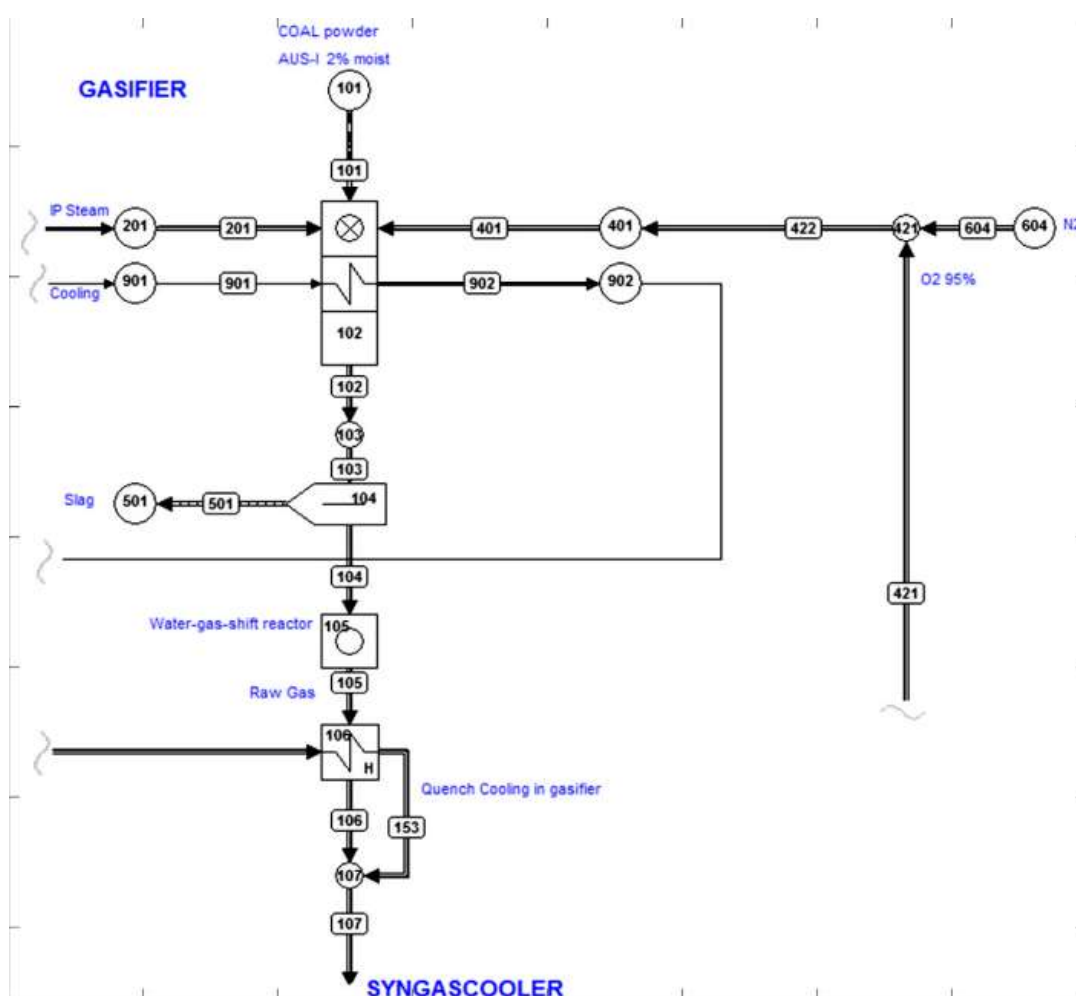 COAL powder
AUS-I 2% moist
GASIFIER
101
101
IP Steam
201
201
401
401
422
421
604
604
N2
Cooling
901
901
902
902
O2 95%
102
102
103
103
Slag
501
501
104
104
421
Water-gas-shift reactor
105
Raw Gas
105
106
H
Quench Cooling in gasifier
106
153
107
107
SYNGASCOOLER